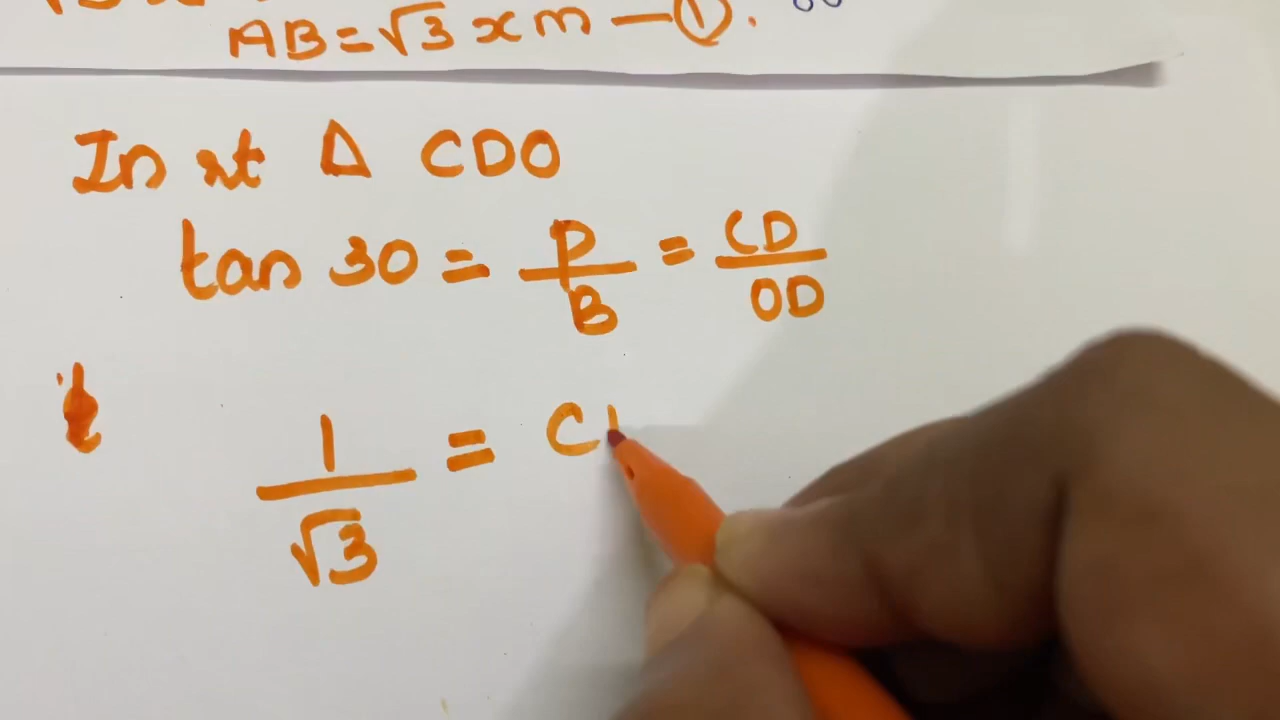 AB = √3 x m — ①.
In rt Δ CDO
tan 30 = P/B = CD/OD
1/√3 = C